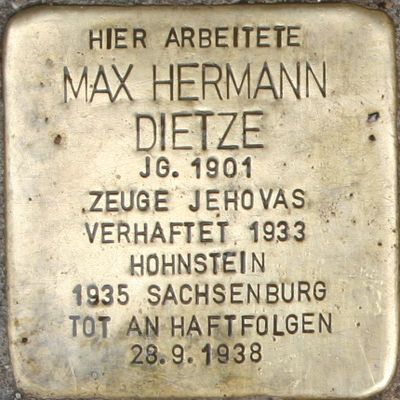 HIER ARBEITETE
MAX HERMANN
DIETZE
JG. 1901
ZEUGE JEHOVAS
VERHAFTET 1933
HOHNSTEIN
1935 SACHSENBURG
TOT AN HAFTFOLGEN
28.9.1938